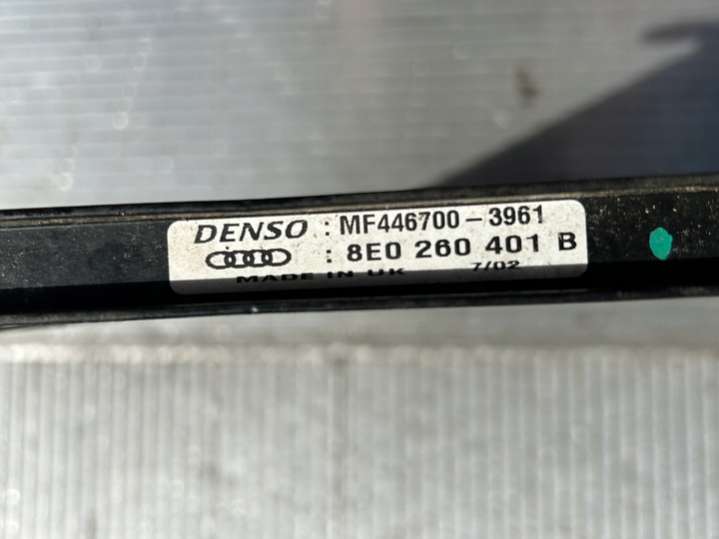 DENSO : MF446700-3961
: 8E0 260 401 B
MADE IN UK 7/02